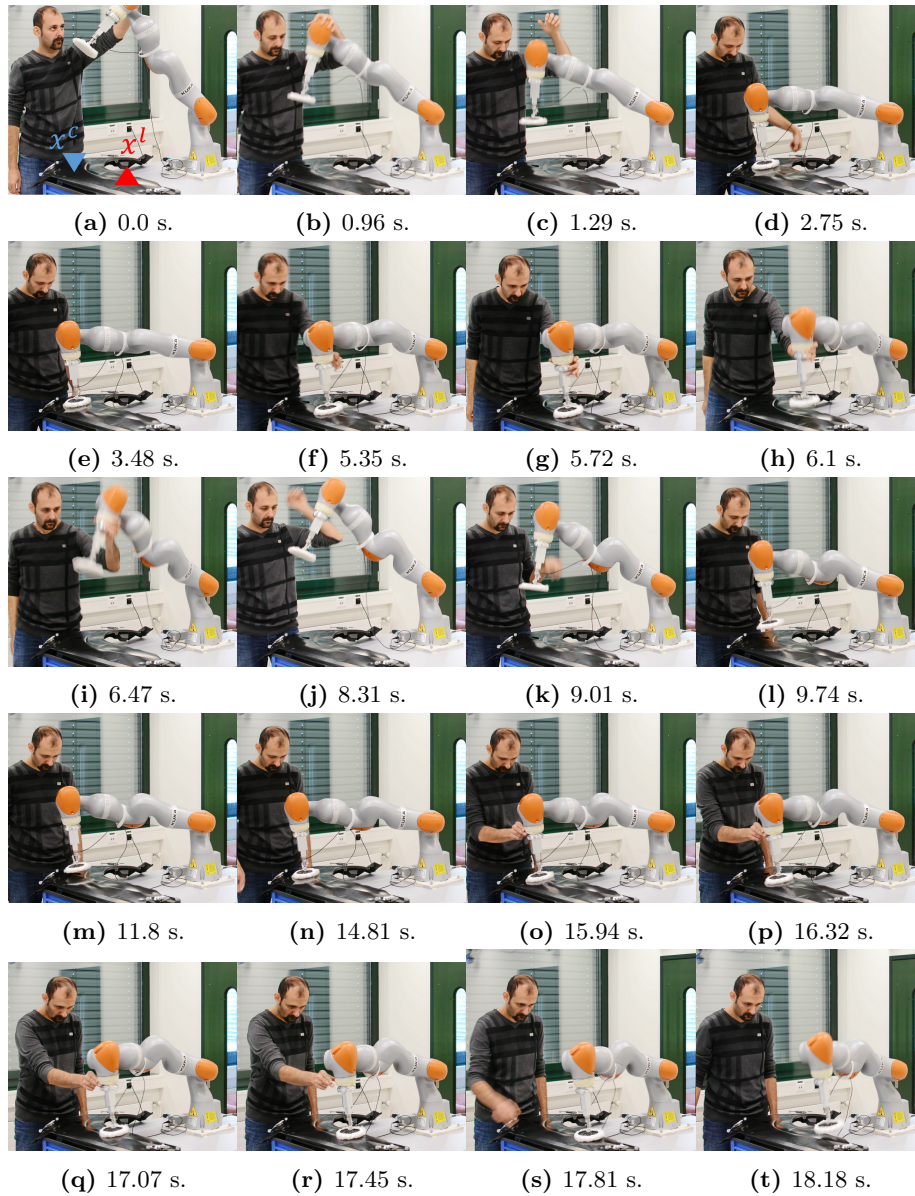 x^c
x^l
KUKA
(a) 0.0 s. (b) 0.96 s. (c) 1.29 s. (d) 2.75 s.
(e) 3.48 s. (f) 5.35 s. (g) 5.72 s. (h) 6.1 s.
(i) 6.47 s. (j) 8.31 s. (k) 9.01 s. (l) 9.74 s.
(m) 11.8 s. (n) 14.81 s. (o) 15.94 s. (p) 16.32 s.
(q) 17.07 s. (r) 17.45 s. (s) 17.81 s. (t) 18.18 s.